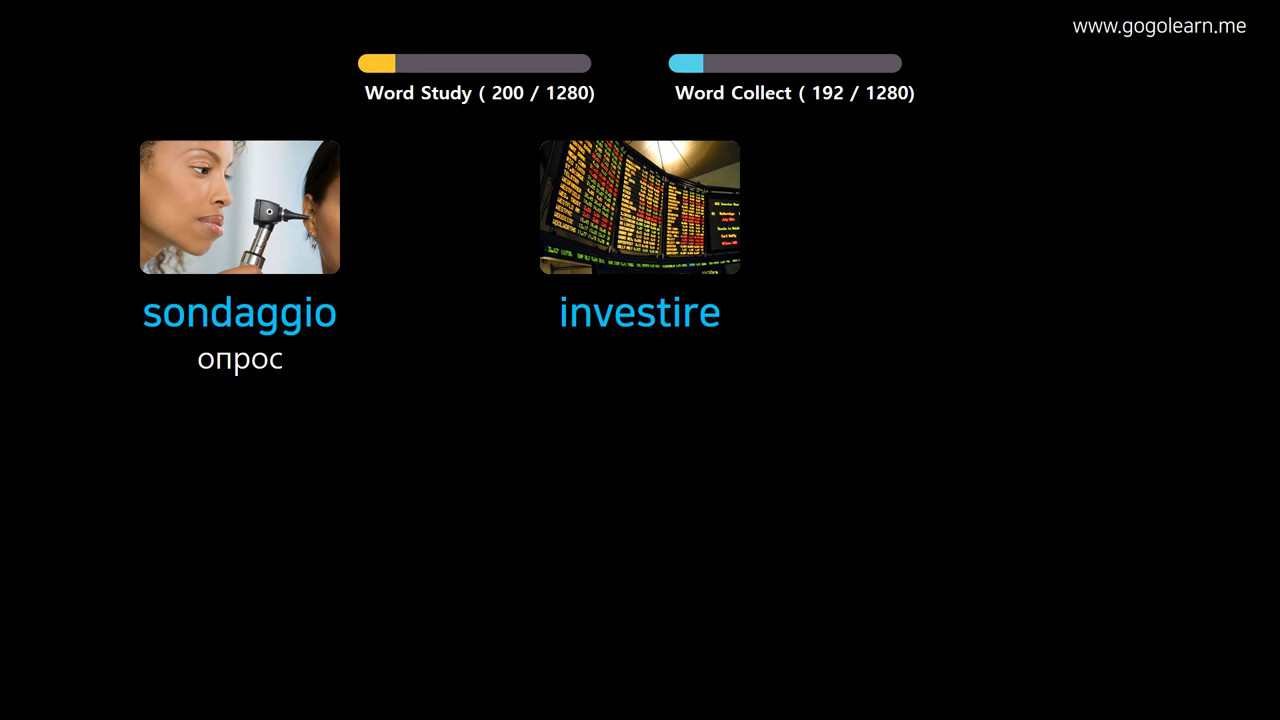 www.gogolearn.me
Word Study ( 200 / 1280)
Word Collect ( 192 / 1280)
sondaggio
опрос
investire